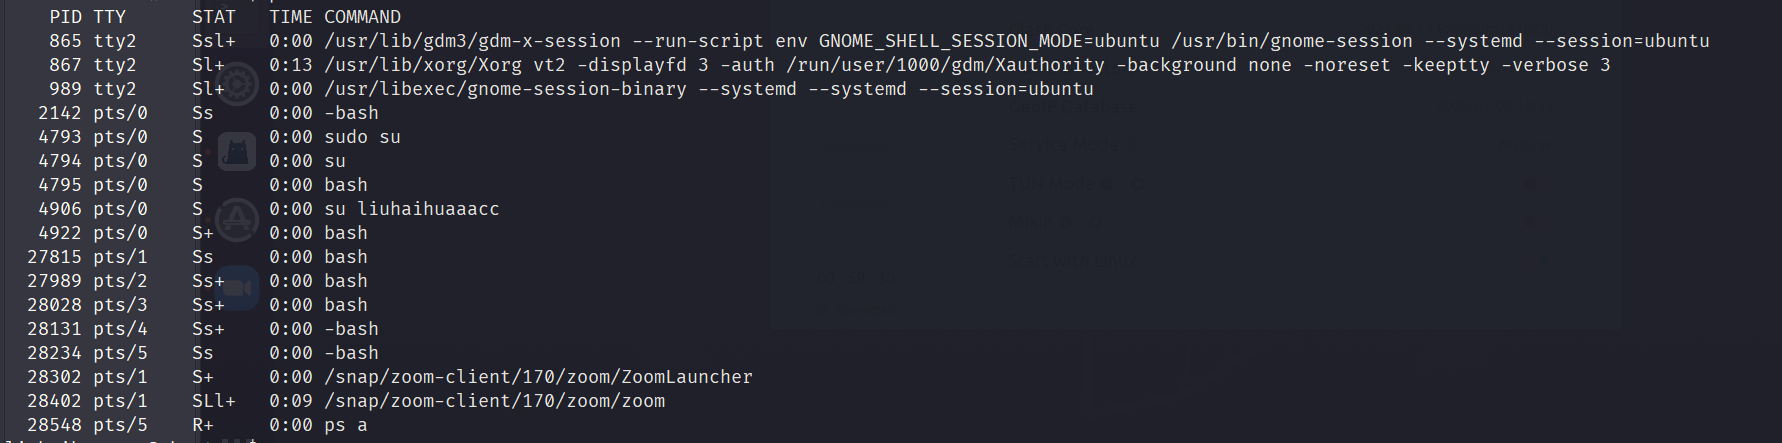 PID TTY STAT TIME COMMAND
865 tty2 Ssl+ 0:00 /usr/lib/gdm3/gdm-x-session --run-script env GNOME_SHELL_SESSION_MODE=ubuntu /usr/bin/gnome-session --systemd --session=ubuntu
867 tty2 Sl+ 0:13 /usr/lib/xorg/Xorg vt2 -displayfd 3 -auth /run/user/1000/gdm/Xauthority -background none -noreset -keeptty -verbose 3
989 tty2 Sl+ 0:00 /usr/libexec/gnome-session-binary --systemd --systemd --session=ubuntu
2142 pts/0 Ss 0:00 -bash
4793 pts/0 S 0:00 sudo su
4794 pts/0 S 0:00 su
4795 pts/0 S 0:00 bash
4906 pts/0 S 0:00 su liuhaihuaaacc
4922 pts/0 S+ 0:00 bash
27815 pts/1 Ss 0:00 bash
27989 pts/2 Ss+ 0:00 bash
28028 pts/3 Ss+ 0:00 bash
28131 pts/4 Ss+ 0:00 -bash
28234 pts/5 Ss 0:00 -bash
28302 pts/1 S+ 0:00 /snap/zoom-client/170/zoom/ZoomLauncher
28402 pts/1 SLl+ 0:09 /snap/zoom-client/170/zoom/zoom
28548 pts/5 R+ 0:00 ps a